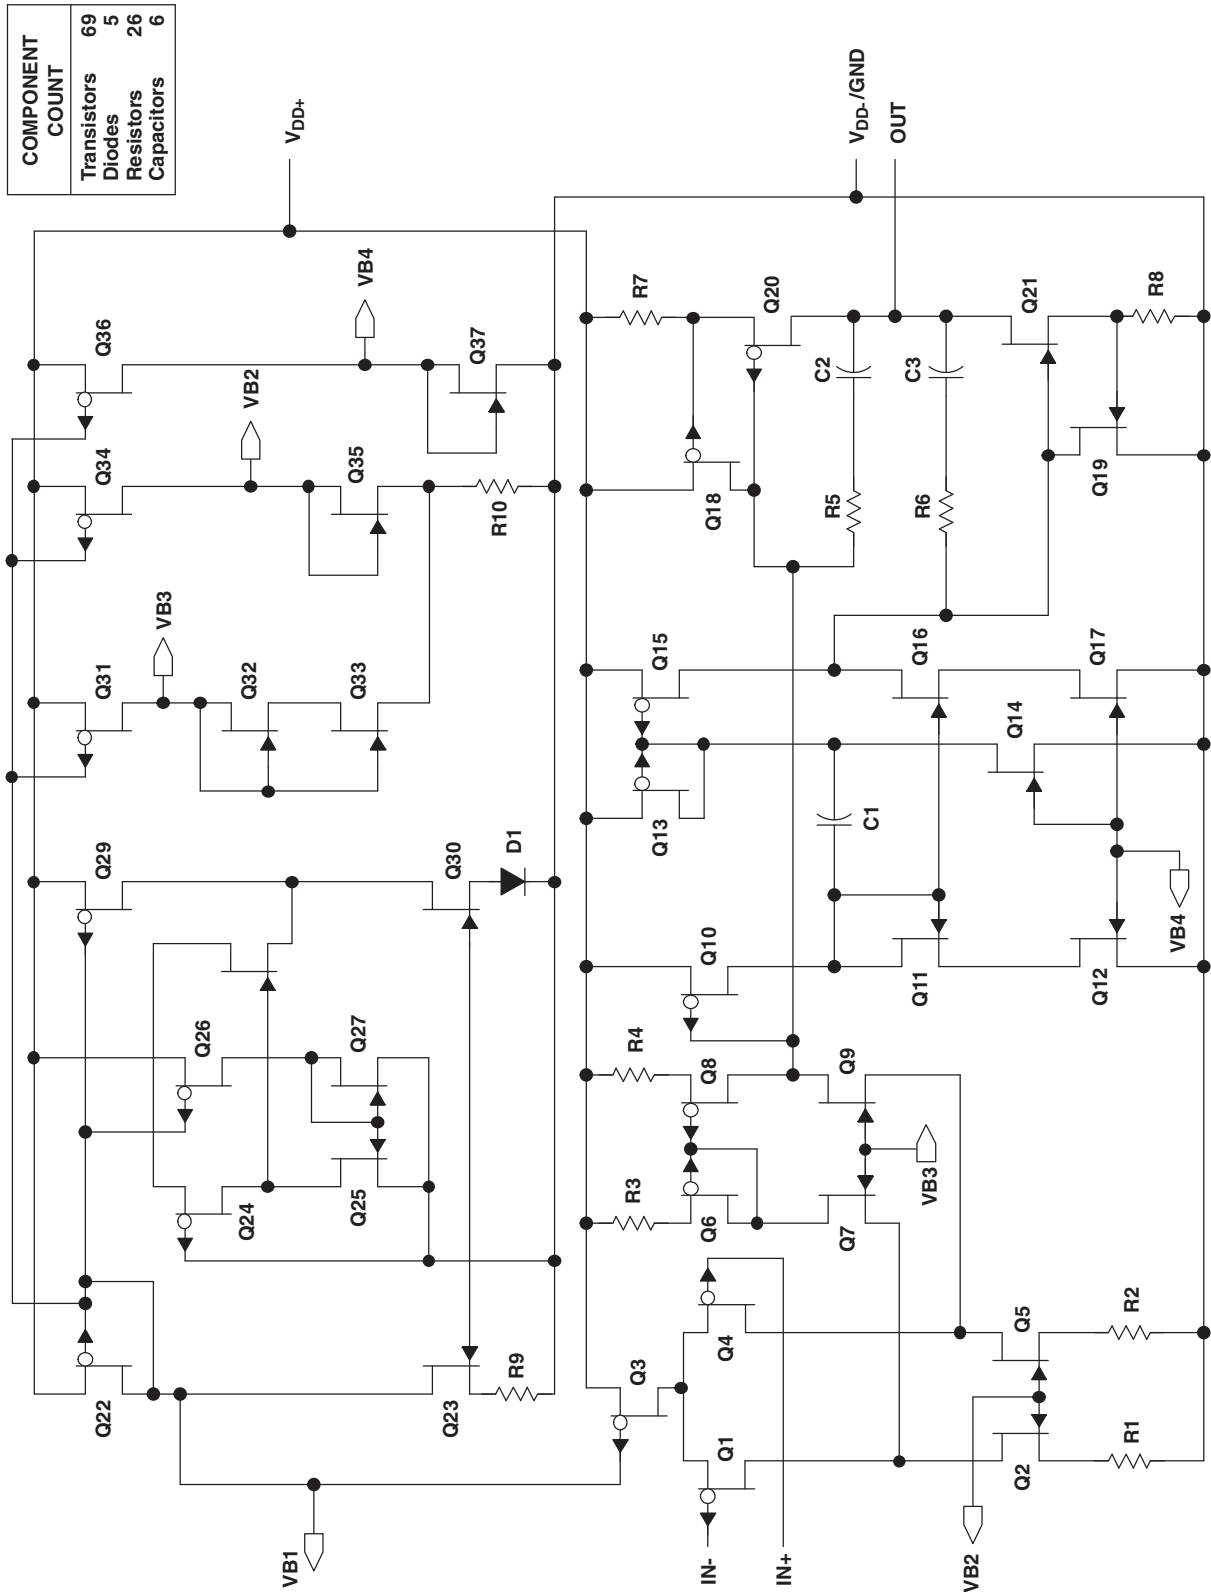 COMPONENT
COUNT
Transistors 69
Diodes 5
Resistors 26
Capacitors 6
VDD+
VB4
VB2
VB3
VB1
Q36
Q34
Q31
Q29
Q26
Q24
Q22
Q37
Q35
Q32
Q33
Q30
Q27
Q25
Q23
R10
D1
R9
VDD-/GND
OUT
R7
Q20
Q18
C2
R5
C3
R6
Q21
Q19
R8
Q15
Q13
Q16
Q17
Q14
C1
VB4
Q10
Q11
Q12
R4
R3
Q8
Q6
Q9
Q7
VB3
Q3
Q4
Q1
Q5
Q2
R2
R1
IN-
IN+
VB2